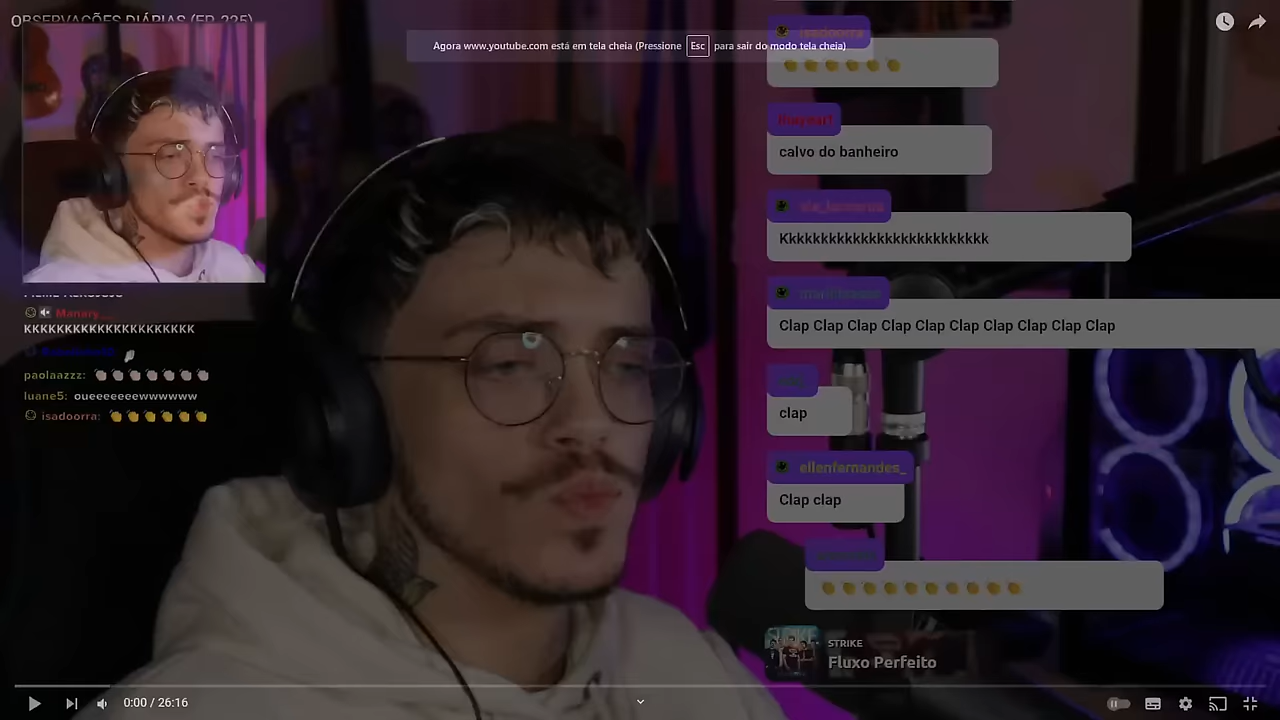 OBSERVAÇÕES DIÁRIAS (EP. 225)
Agora www.youtube.com está em tela cheia (Pressione Esc para sair do modo tela cheia)
isadoorra
calvo do banheiro
Kkkkkkkkkkkkkkkkkkkkkkkkk
Clap Clap Clap Clap Clap Clap Clap Clap Clap Clap
clap
ellenfernandes_
Clap clap
Manary__
KKKKKKKKKKKKKKKKKKKKK
paolaazzz:
luane5: oueeeeeeewwwwww
isadoorra:
STRIKE
Fluxo Perfeito
0:00 / 26:16